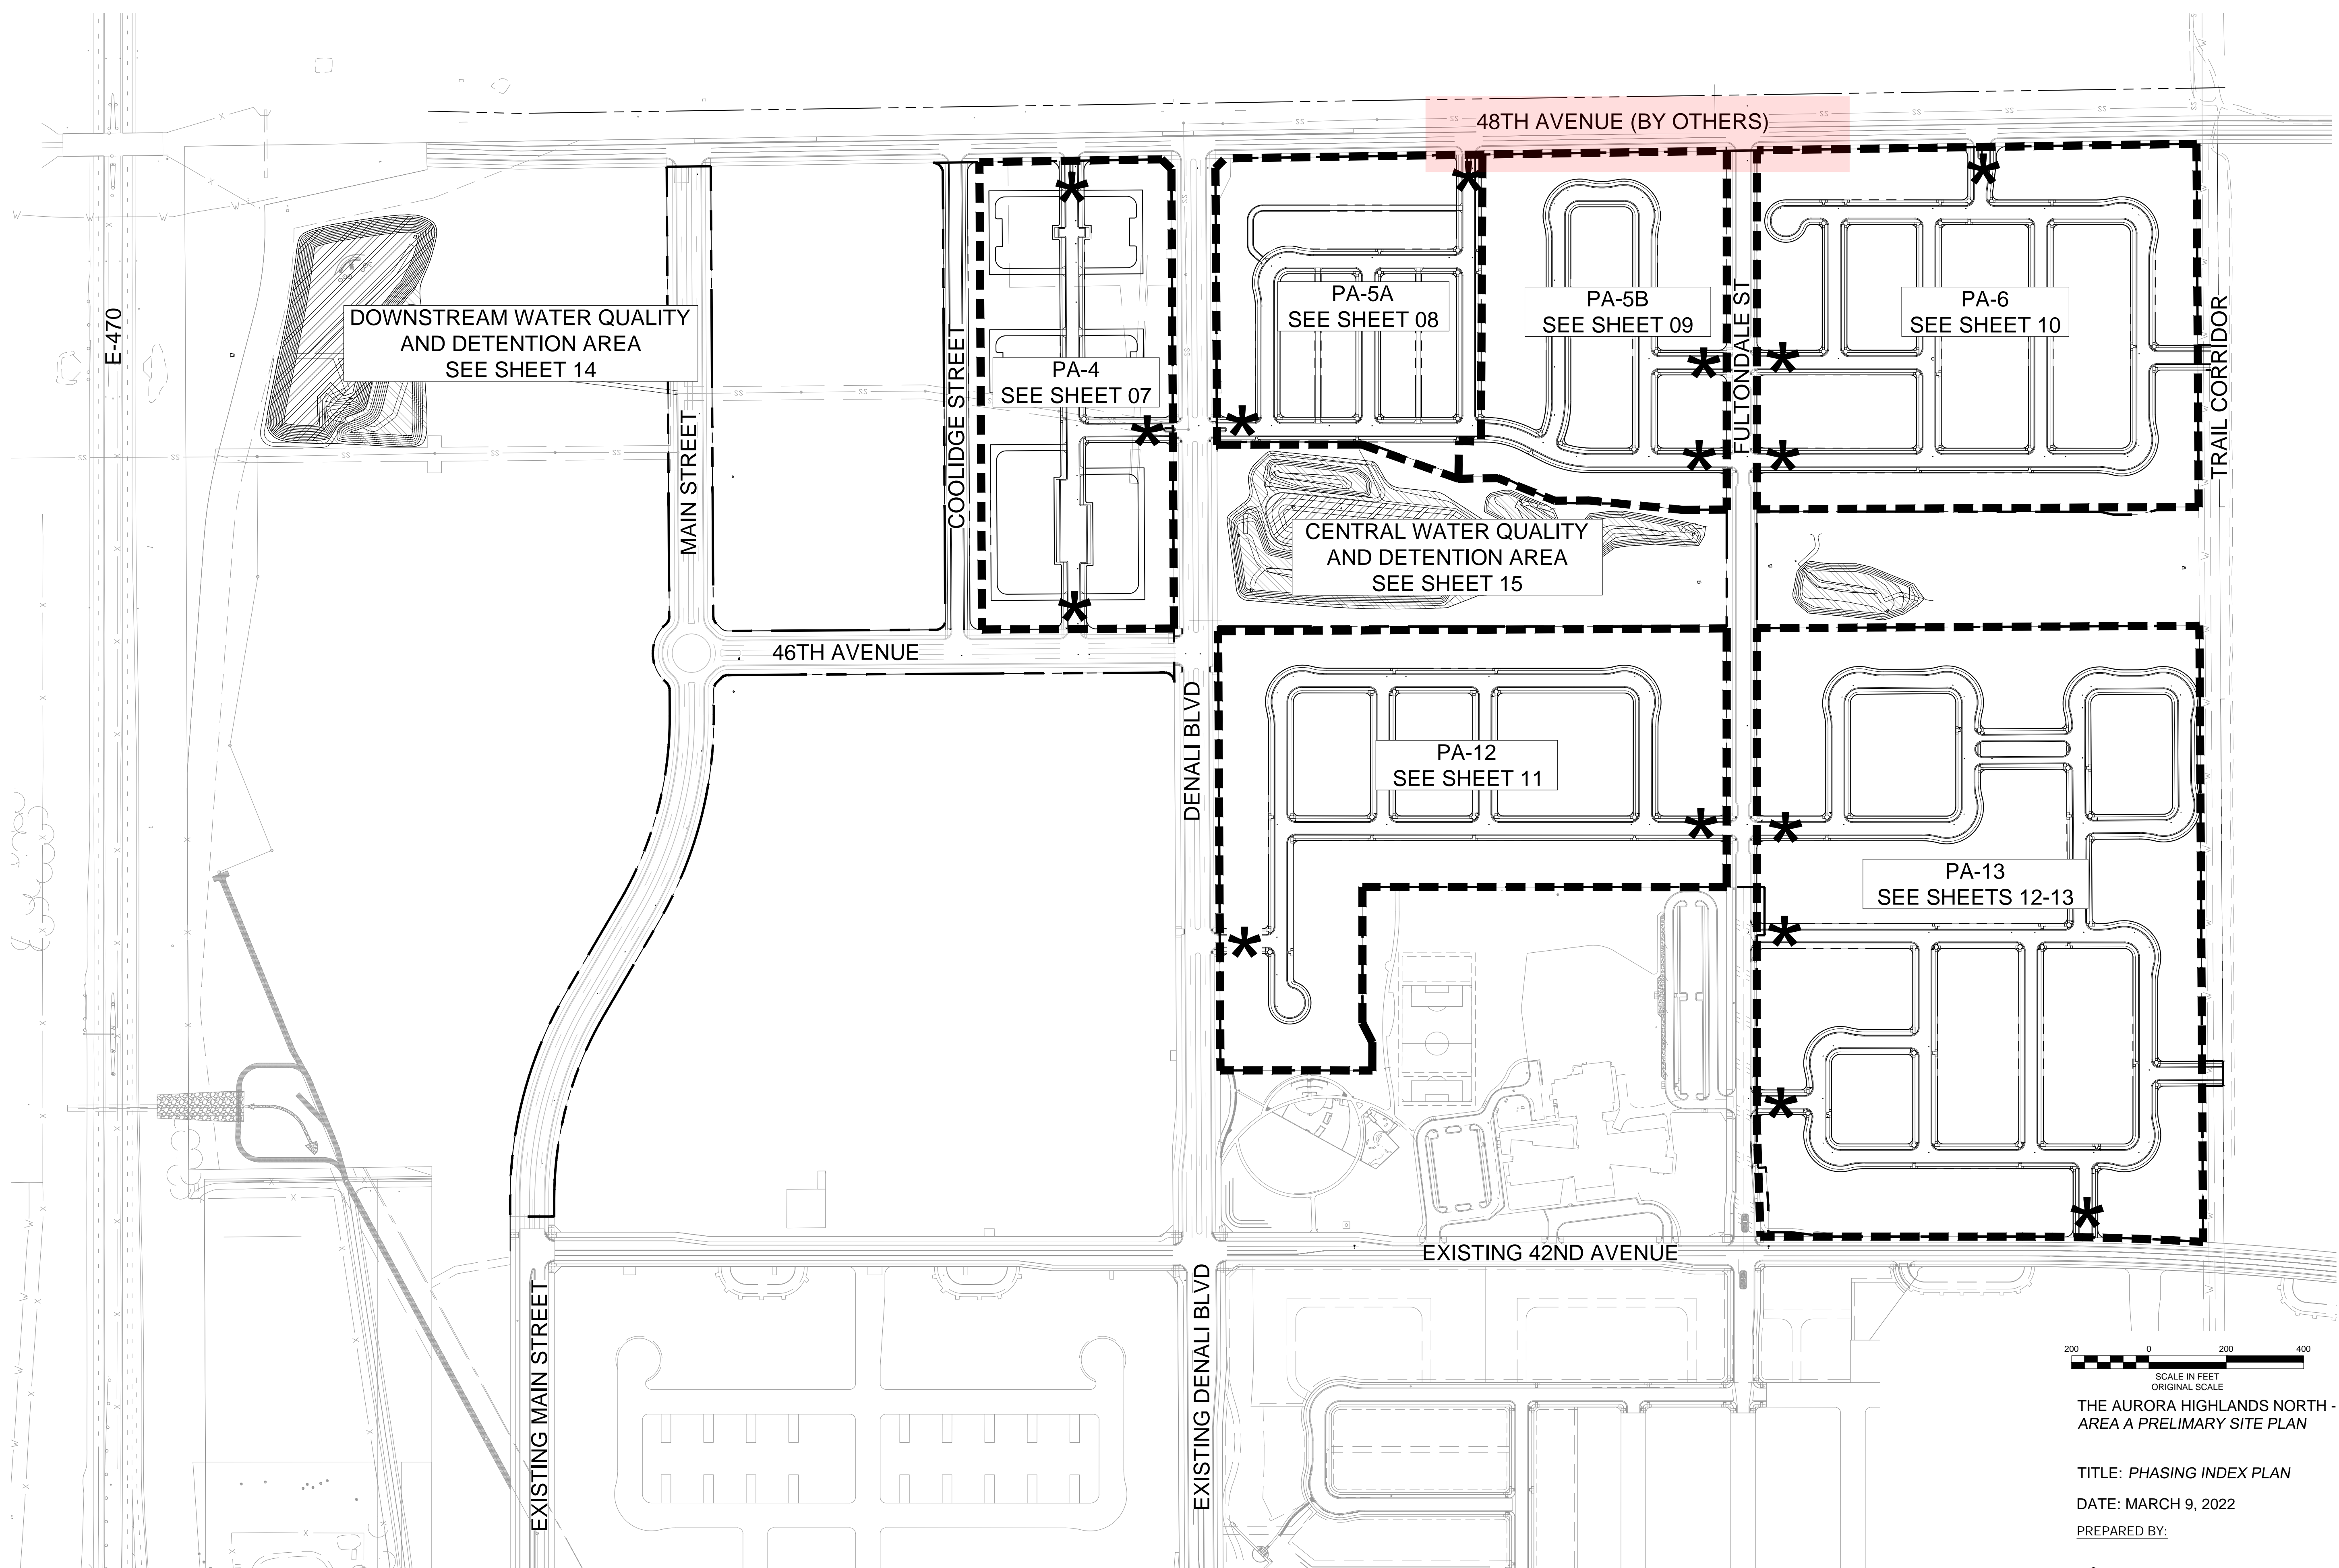 48TH AVENUE (BY OTHERS)
E-470
DOWNSTREAM WATER QUALITY
AND DETENTION AREA
SEE SHEET 14
MAIN STREET
COOLIDGE STREET
PA-4
SEE SHEET 07
PA-5A
SEE SHEET 08
PA-5B
SEE SHEET 09
FULTONDALE ST
PA-6
SEE SHEET 10
TRAIL CORRIDOR
CENTRAL WATER QUALITY
AND DETENTION AREA
SEE SHEET 15
46TH AVENUE
DENALI BLVD
PA-12
SEE SHEET 11
PA-13
SEE SHEETS 12-13
EXISTING 42ND AVENUE
EXISTING MAIN STREET
EXISTING DENALI BLVD
200 0 200 400
SCALE IN FEET
ORIGINAL SCALE
THE AURORA HIGHLANDS NORTH -
AREA A PRELIMARY SITE PLAN
TITLE: PHASING INDEX PLAN
DATE: MARCH 9, 2022
PREPARED BY: